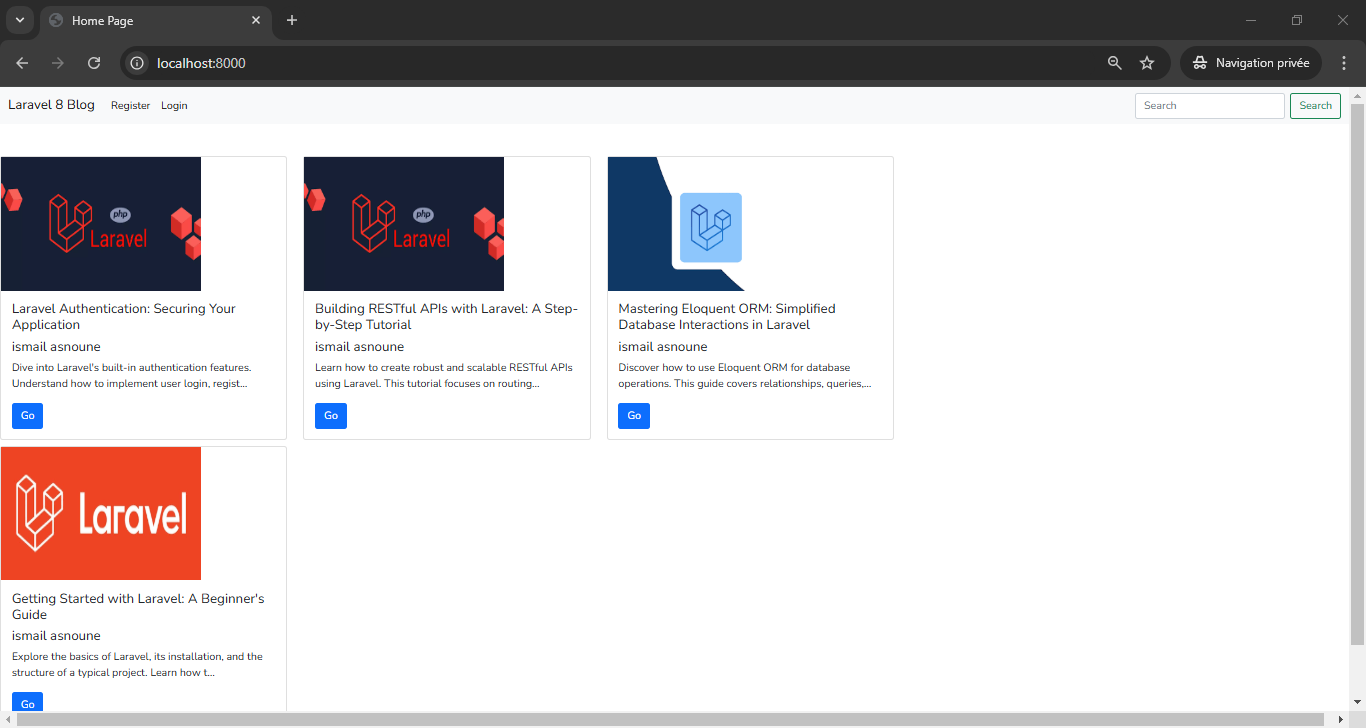 Home Page
localhost:8000
Navigation privée
Laravel 8 Blog
Register
Login
Search
Search
php
Laravel
Laravel Authentication: Securing Your
Application
ismail asnoune
Dive into Laravel's built-in authentication features.
Understand how to implement user login, regist...
Go
php
Laravel
Building RESTful APIs with Laravel: A Step-
by-Step Tutorial
ismail asnoune
Learn how to create robust and scalable RESTful APIs
using Laravel. This tutorial focuses on routing...
Go
Mastering Eloquent ORM: Simplified
Database Interactions in Laravel
ismail asnoune
Discover how to use Eloquent ORM for database
operations. This guide covers relationships, queries,...
Go
Laravel
Getting Started with Laravel: A Beginner's
Guide
ismail asnoune
Explore the basics of Laravel, its installation, and the
structure of a typical project. Learn how t...
Go